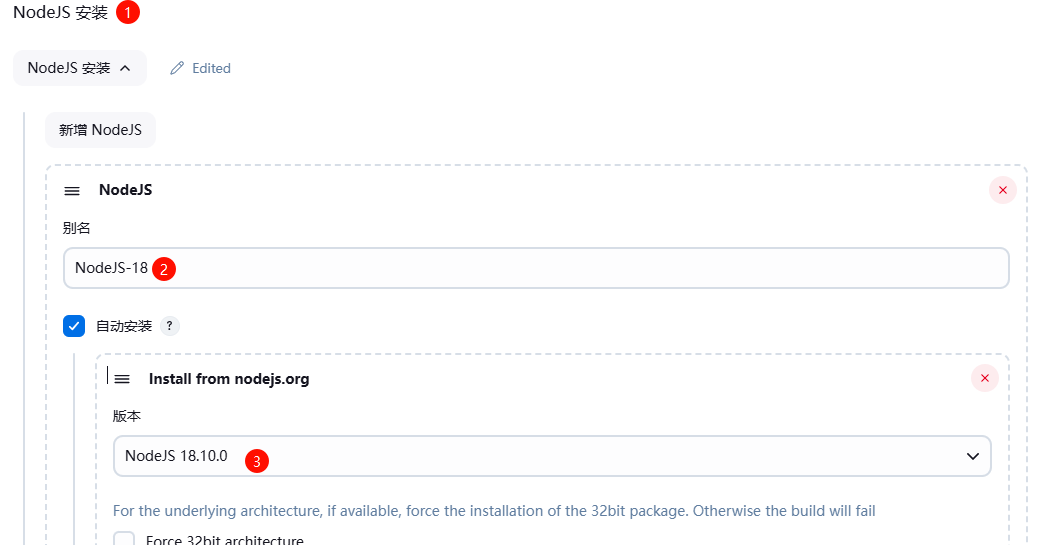 NodeJS 安装 1
NodeJS 安装 Edited
新增 NodeJS
NodeJS
别名
NodeJS-18 2
自动安装 ?
Install from nodejs.org
版本
NodeJS 18.10.0 3
For the underlying architecture, if available, force the installation of the 32bit package. Otherwise the build will fail
Force 32bit architecture